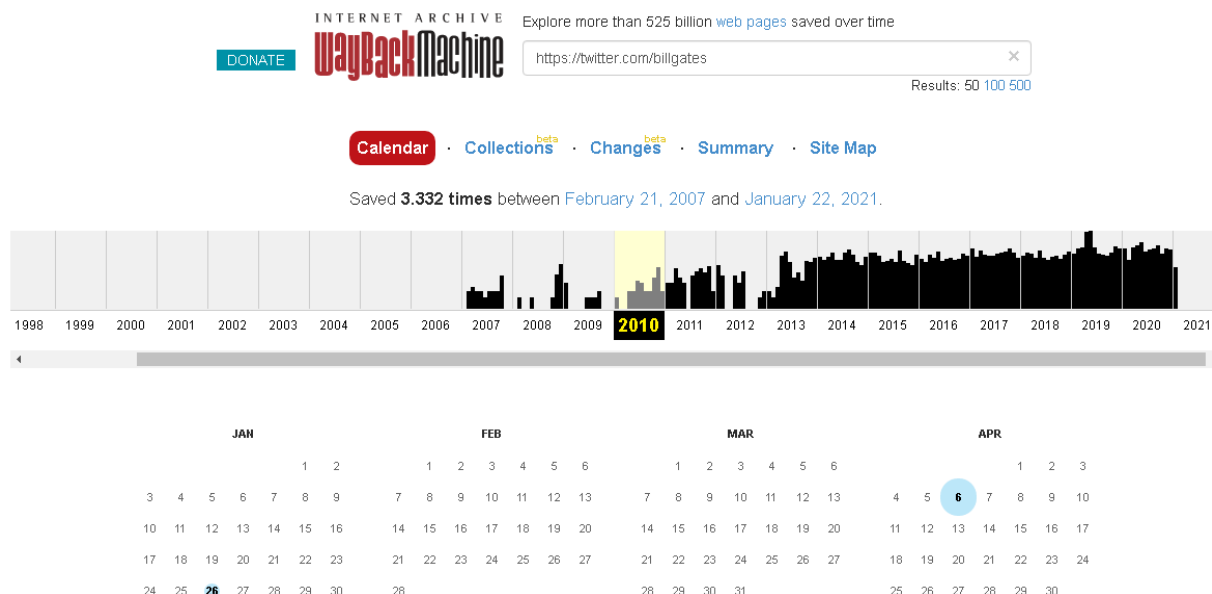 INTERNET ARCHIVE
Explore more than 525 billion web pages saved over time
DONATE
WayBackMachine
https://twitter.com/billgates ×
Results: 50 100 500
Calendar · Collections beta · Changes beta · Summary · Site Map
Saved 3.332 times between February 21, 2007 and January 22, 2021.
1998 1999 2000 2001 2002 2003 2004 2005 2006 2007 2008 2009 2010 2011 2012 2013 2014 2015 2016 2017 2018 2019 2020 2021
JAN FEB MAR APR
1 2 1 2 3 4 5 6 1 2 3 4 5 6 1 2 3
3 4 5 6 7 8 9 7 8 9 10 11 12 13 7 8 9 10 11 12 13 4 5 6 7 8 9 10
10 11 12 13 14 15 16 14 15 16 17 18 19 20 14 15 16 17 18 19 20 11 12 13 14 15 16 17
17 18 19 20 21 22 23 21 22 23 24 25 26 27 21 22 23 24 25 26 27 18 19 20 21 22 23 24
24 25 26 27 28 29 30 28 28 29 30 31 25 26 27 28 29 30